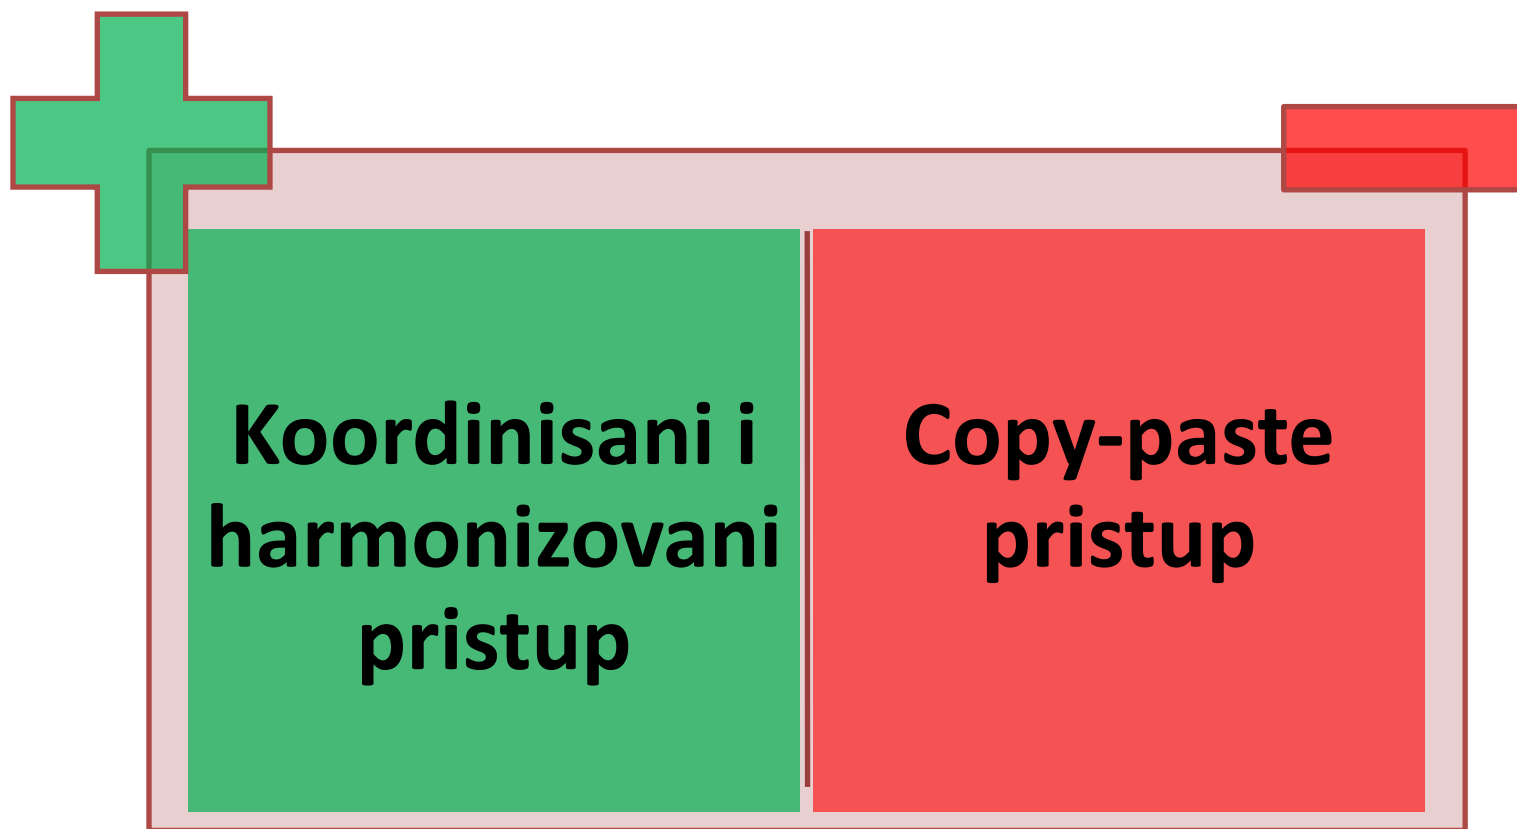 Koordinisani i
harmonizovani
pristup
Copy-paste
pristup